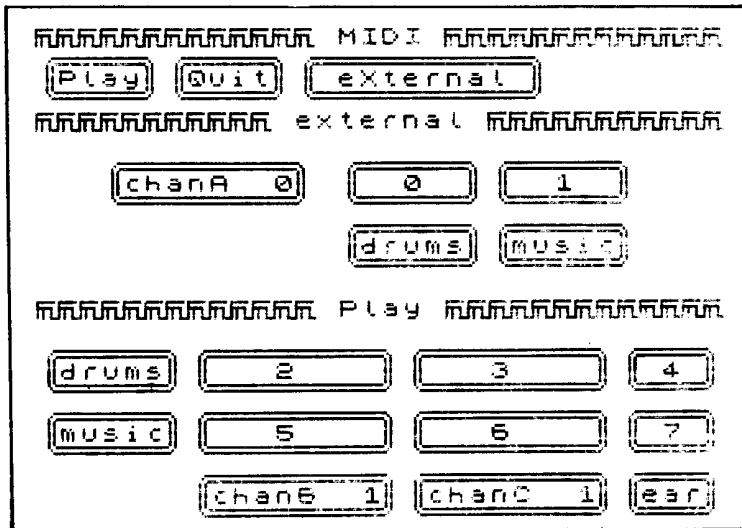 MIDI
Play Quit eXternal
external
chanA 0 0 1
drums music
Play
drums 2 3 4
music 5 6 7
chanB 1 chanC 1 ear